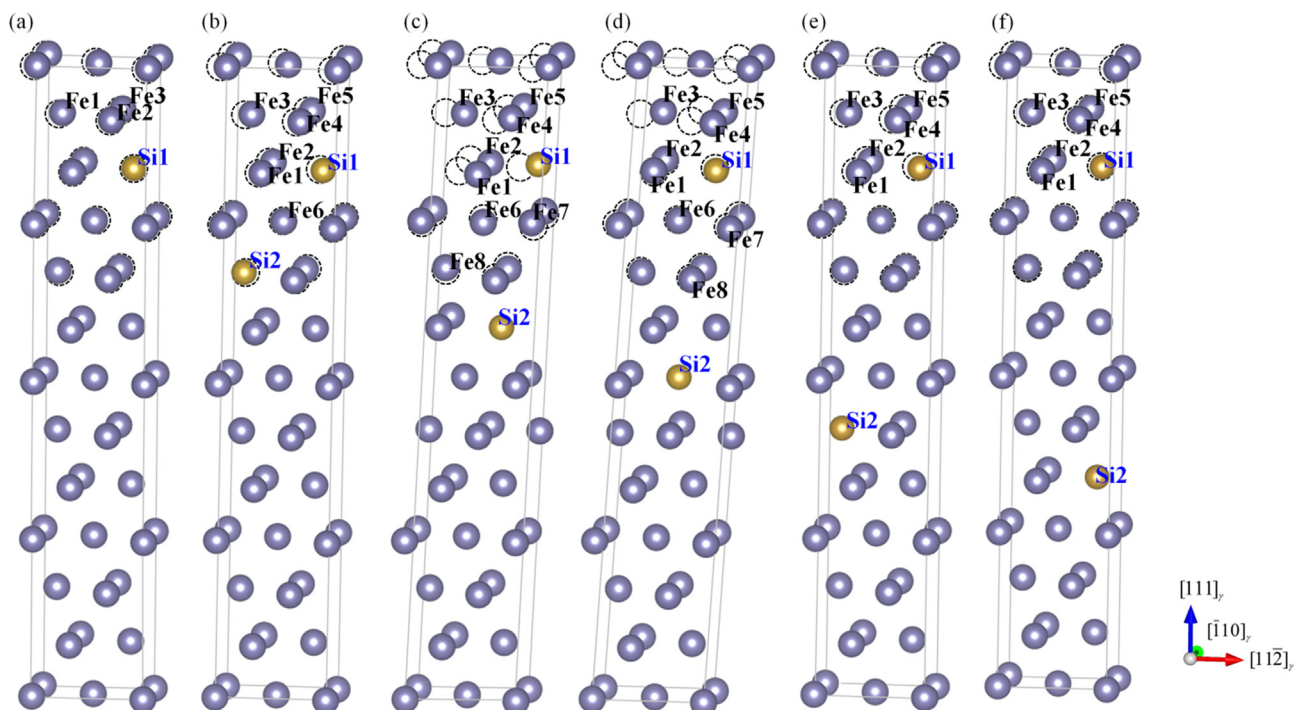 (a) (b) (c) (d) (e) (f)
Fe1 Fe3
Fe2
Si1
Fe3 Fe5
Fe4
Fe2
Fe1 Si1
Fe6
Si2
Fe3 Fe5
Fe4
Fe2 Si1
Fe1
Fe6 Fe7
Fe8
Si2
Fe3 Fe5
Fe4
Fe2 Si1
Fe1
Fe6
Fe7
Fe8
Si2
Fe3 Fe5
Fe4
Fe2 Si1
Fe1
Si2
Fe3 Fe5
Fe4
Fe2 Si1
Fe1
Si2
[111]γ
[1̄10]γ
[112̄]γ